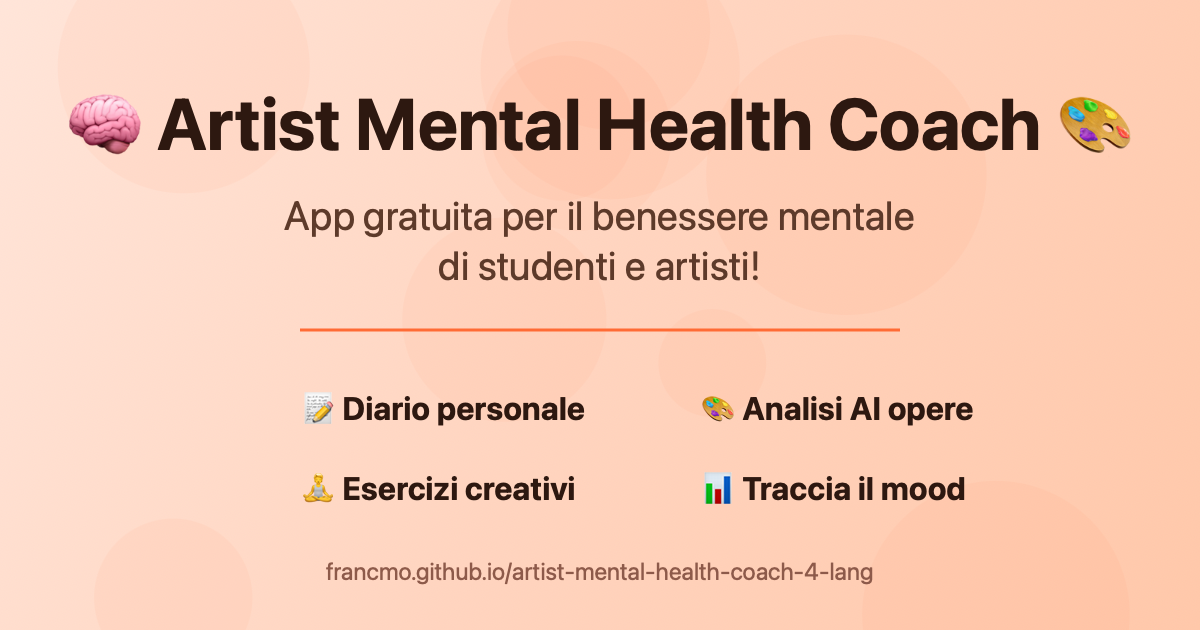 🧠 Artist Mental Health Coach 🎨
App gratuita per il benessere mentale
di studenti e artisti!
📝 Diario personale
🎨 Analisi AI opere
🧘 Esercizi creativi
📊 Traccia il mood
francmo.github.io/artist-mental-health-coach-4-lang